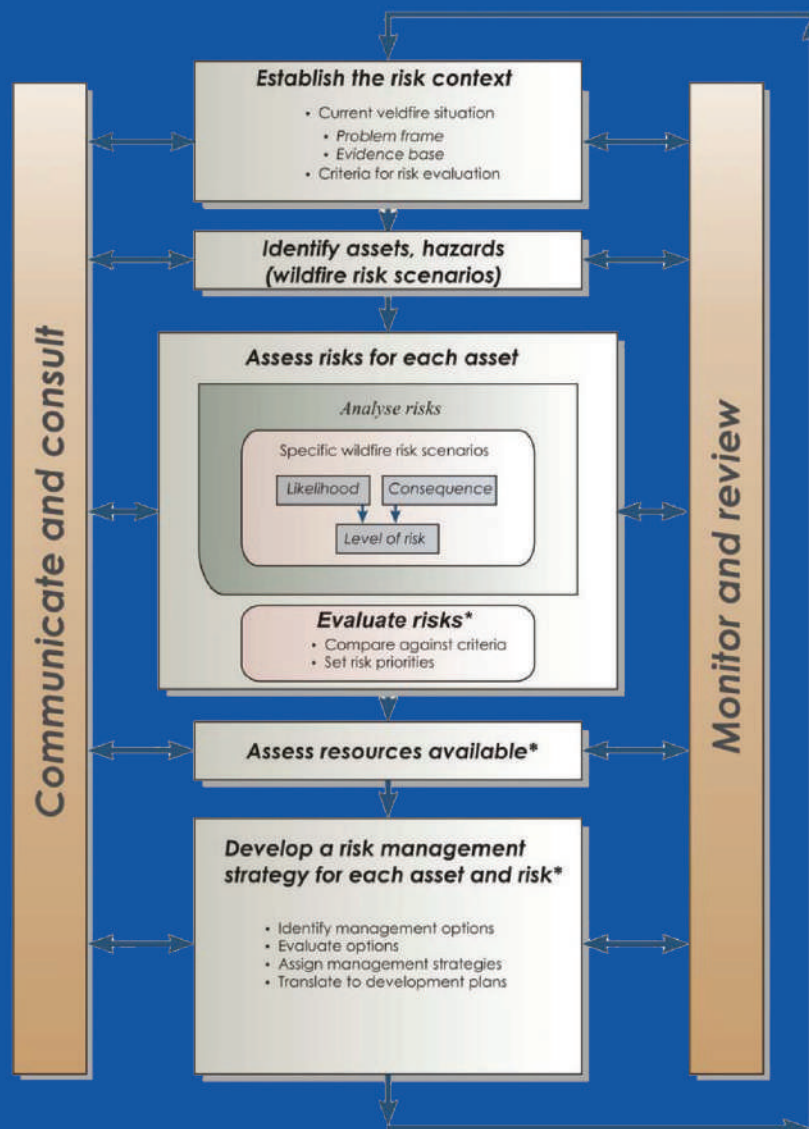 Establish the risk context
• Current veldfire situation
• Problem frame
• Evidence base
• Criteria for risk evaluation
Identify assets, hazards
(wildfire risk scenarios)
Assess risks for each asset
Analyse risks
Specific wildfire risk scenarios
Likelihood
Consequence
Level of risk
Evaluate risks*
• Compare against criteria
• Set risk priorities
Assess resources available*
Develop a risk management
strategy for each asset and risk*
• Identify management options
• Evaluate options
• Assign management strategies
• Translate to development plans
Communicate and consult
Monitor and review